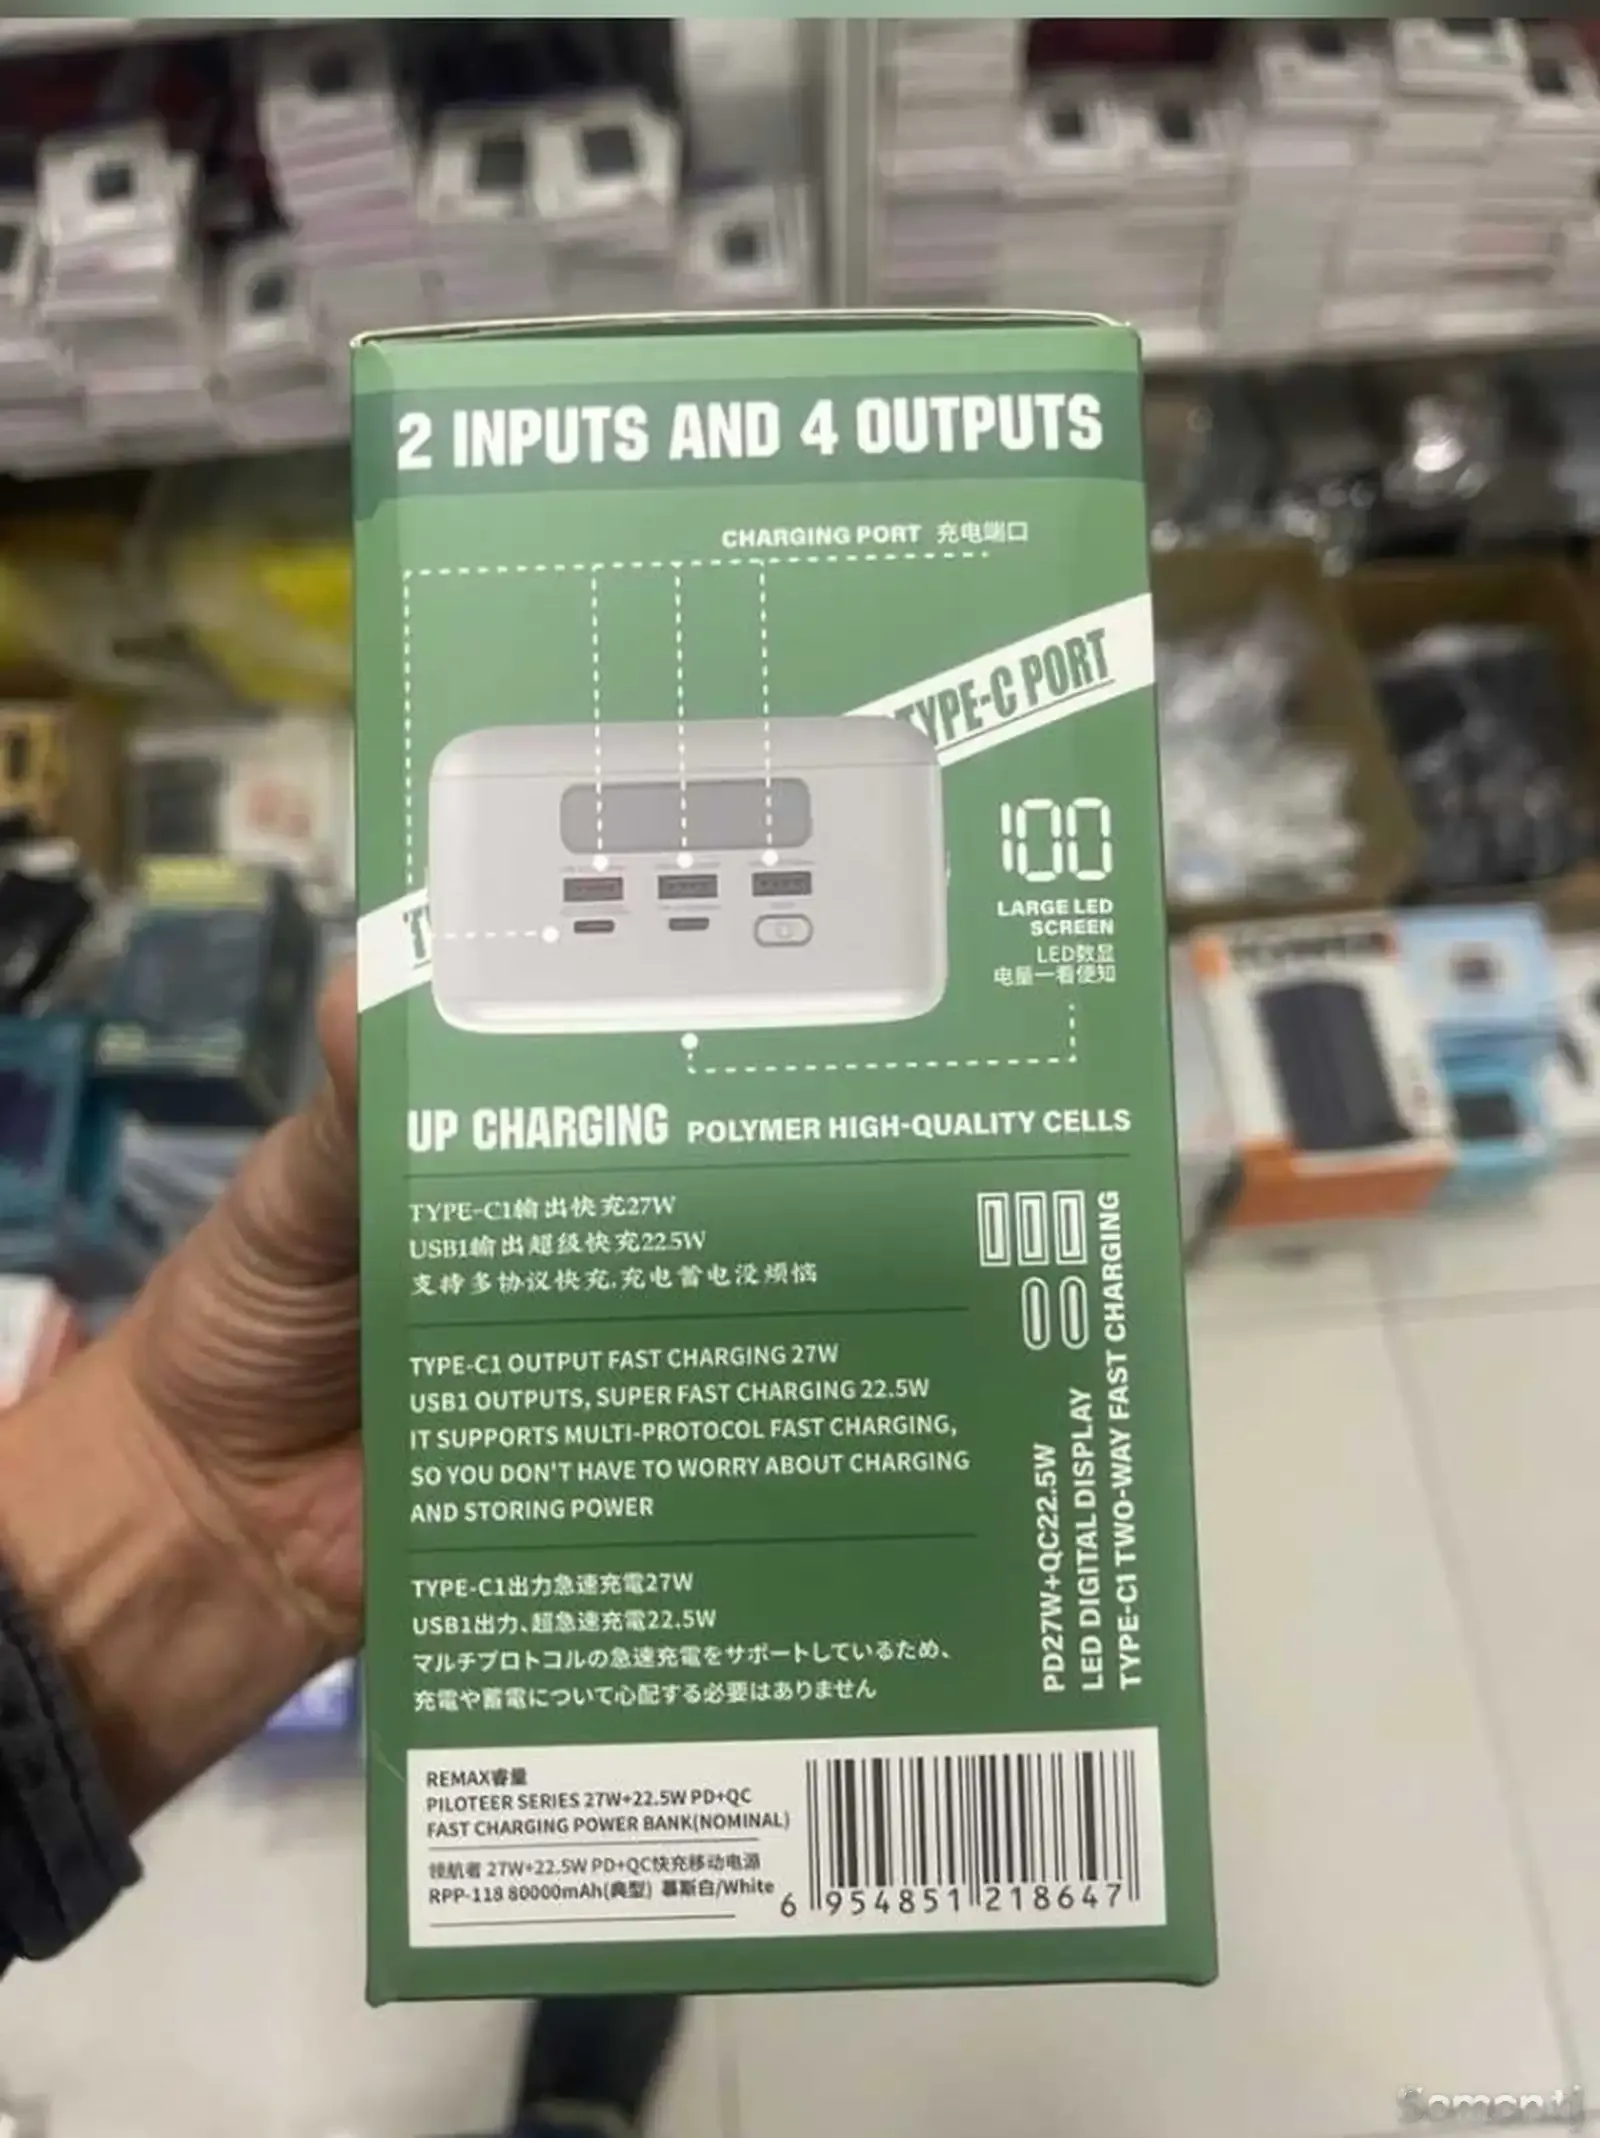 2 INPUTS AND 4 OUTPUTS
CHARGING PORT 充电端口
TYPE-C PORT
100
LARGE LED
SCREEN
LED数显
电量一看便知
UP CHARGING POLYMER HIGH-QUALITY CELLS
TYPE-C1输出快充27W
USB1输出超级快充22.5W
支持多协议快充,充电蓄电没烦恼
TYPE-C1 OUTPUT FAST CHARGING 27W
USB1 OUTPUTS, SUPER FAST CHARGING 22.5W
IT SUPPORTS MULTI-PROTOCOL FAST CHARGING,
SO YOU DON'T HAVE TO WORRY ABOUT CHARGING
AND STORING POWER
TYPE-C1出力急速充電27W
USB1出力、超急速充電22.5W
マルチプロトコルの急速充電をサポートしているため、
充電や蓄電について心配する必要はありません
PD27W+QC22.5W
LED DIGITAL DISPLAY
TYPE-C1 TWO-WAY FAST CHARGING
REMAX睿量
PILOTEER SERIES 27W+22.5W PD+QC
FAST CHARGING POWER BANK(NOMINAL)
领航者 27W+22.5W PD+QC快充移动电源
RPP-118 80000mAh(典型) 慕斯白/White
6 954851 218647
Somon.tj